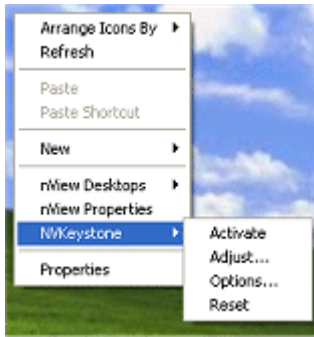 Arrange Icons By
Refresh
Paste
Paste Shortcut
New
nView Desktops
nView Properties
NVKeystone
Properties
Activate
Adjust...
Options...
Reset